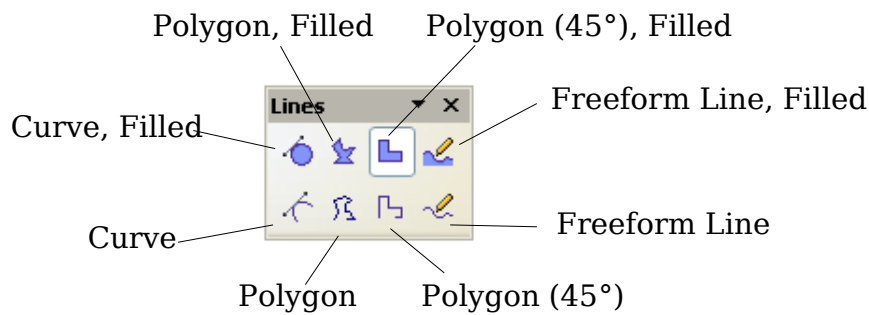 Polygon, Filled
Polygon (45°), Filled
Lines
Freeform Line, Filled
Curve, Filled
Curve
Freeform Line
Polygon
Polygon (45°)